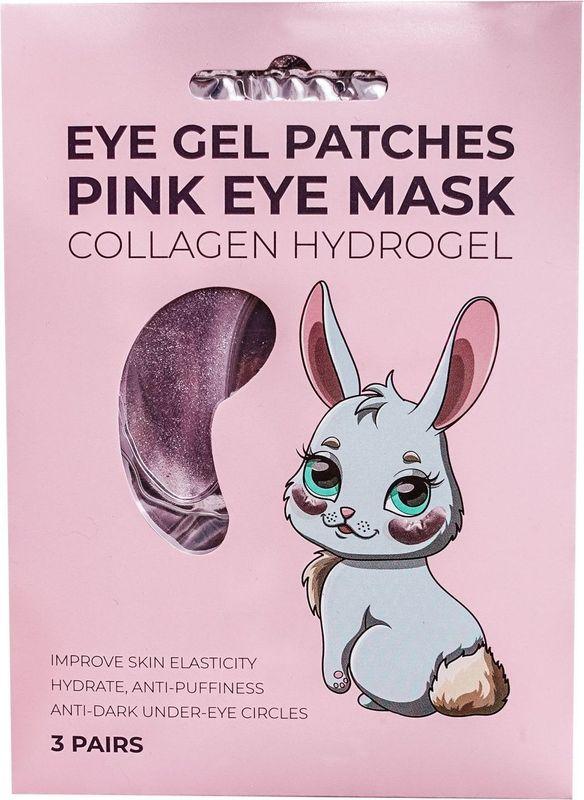 EYE GEL PATCHES
PINK EYE MASK
COLLAGEN HYDROGEL
IMPROVE SKIN ELASTICITY
HYDRATE, ANTI-PUFFINESS
ANTI-DARK UNDER-EYE CIRCLES
3 PAIRS